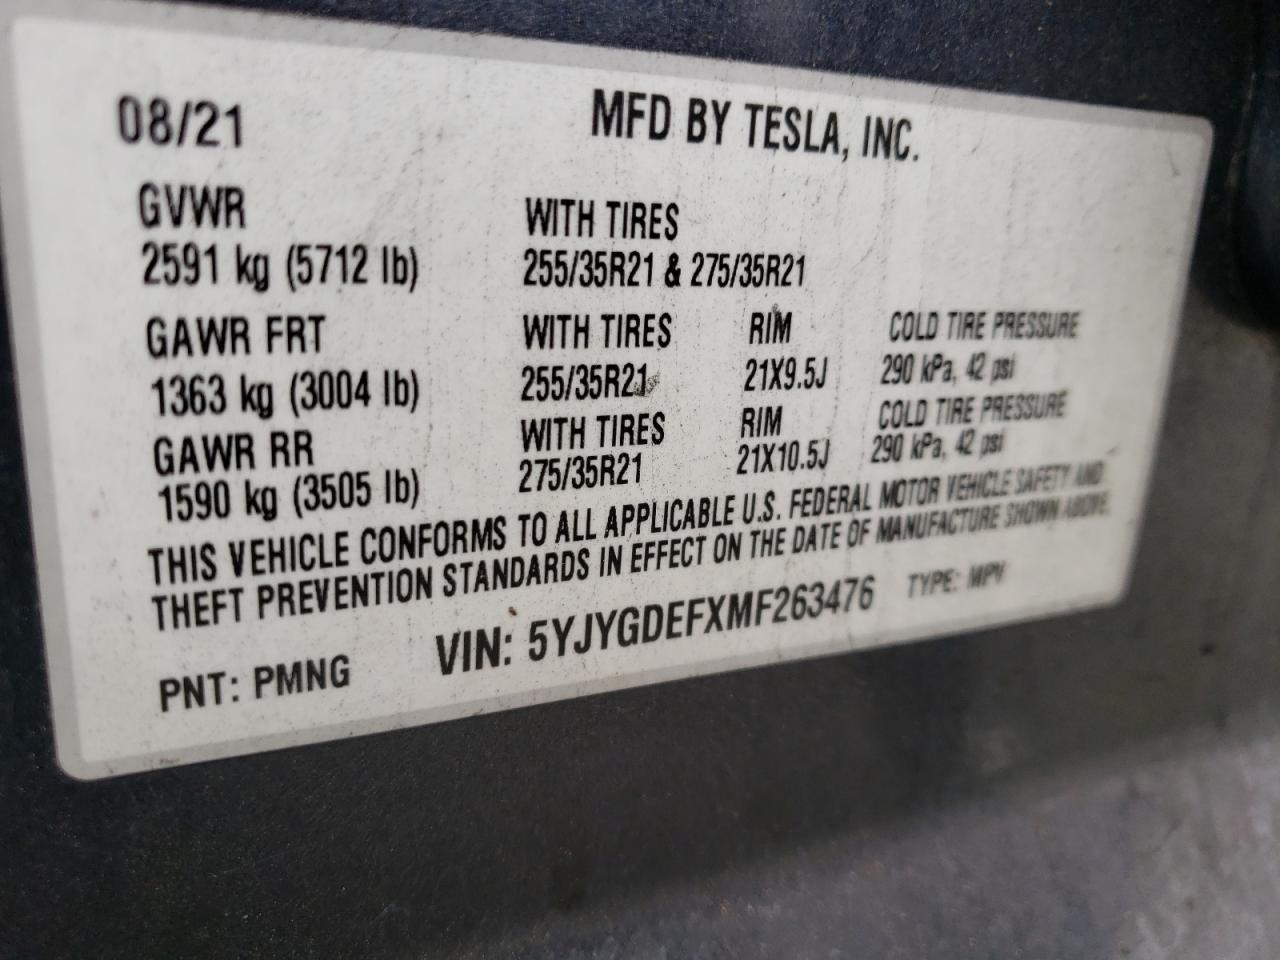 08/21 MFD BY TESLA, INC.
GVWR WITH TIRES
2591 kg (5712 lb) 255/35R21 & 275/35R21
GAWR FRT WITH TIRES RIM COLD TIRE PRESSURE
1363 kg (3004 lb) 255/35R21 21X9.5J 290 kPa, 42 psi
GAWR RR WITH TIRES RIM COLD TIRE PRESSURE
1590 kg (3505 lb) 275/35R21 21X10.5J 290 kPa, 42 psi
THIS VEHICLE CONFORMS TO ALL APPLICABLE U.S. FEDERAL MOTOR VEHICLE SAFETY AND
THEFT PREVENTION STANDARDS IN EFFECT ON THE DATE OF MANUFACTURE SHOWN ABOVE.
PNT: PMNG VIN: 5YJYGDEFXMF263476 TYPE: MPV